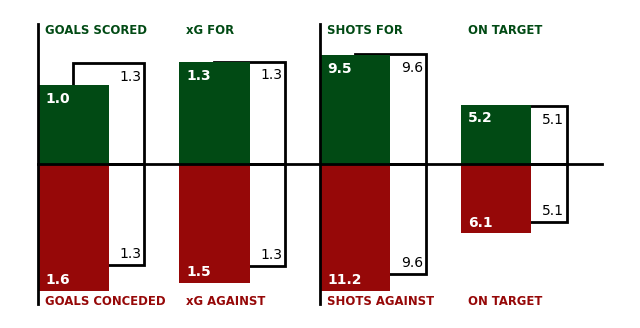 GOALS SCORED xG FOR SHOTS FOR ON TARGET
1.0 1.3 1.3 1.3 9.5 9.6 5.2 5.1
1.6 1.3 1.5 1.3 11.2 9.6 6.1 5.1
GOALS CONCEDED xG AGAINST SHOTS AGAINST ON TARGET